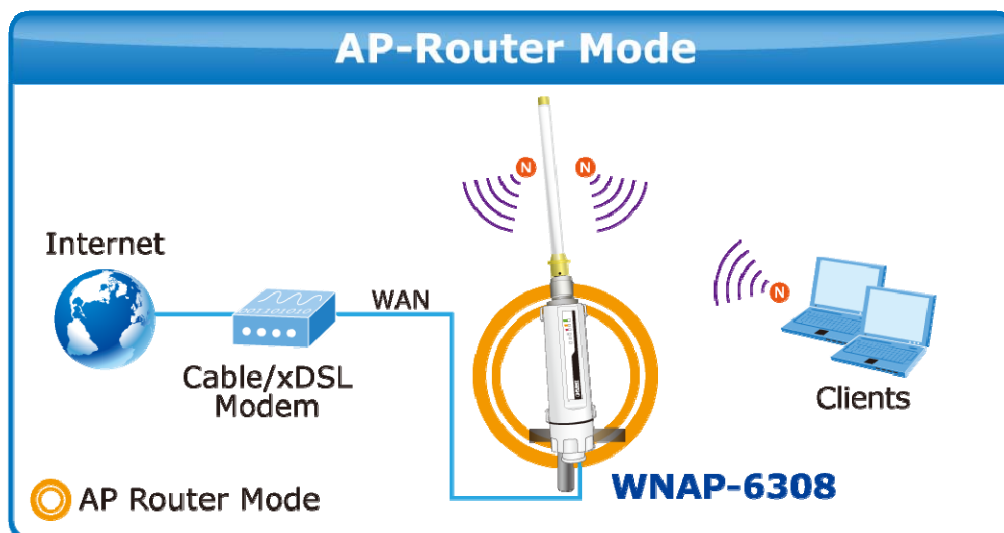 AP-Router Mode
N
N
Internet
WAN
N
Cable/xDSL
Modem
Clients
WNAP-6308
AP Router Mode